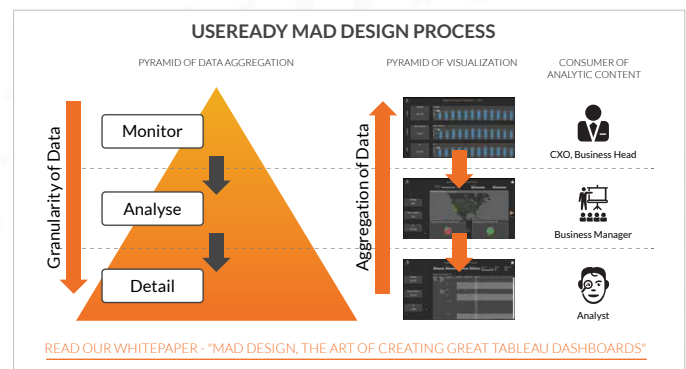 USEREADY MAD DESIGN PROCESS
PYRAMID OF DATA AGGREGATION
PYRAMID OF VISUALIZATION
CONSUMER OF
ANALYTIC CONTENT
Granularity of Data
Monitor
Analyse
Detail
Aggregation of Data
CXO, Business Head
Business Manager
Analyst
READ OUR WHITEPAPER - "MAD DESIGN, THE ART OF CREATING GREAT TABLEAU DASHBOARDS"